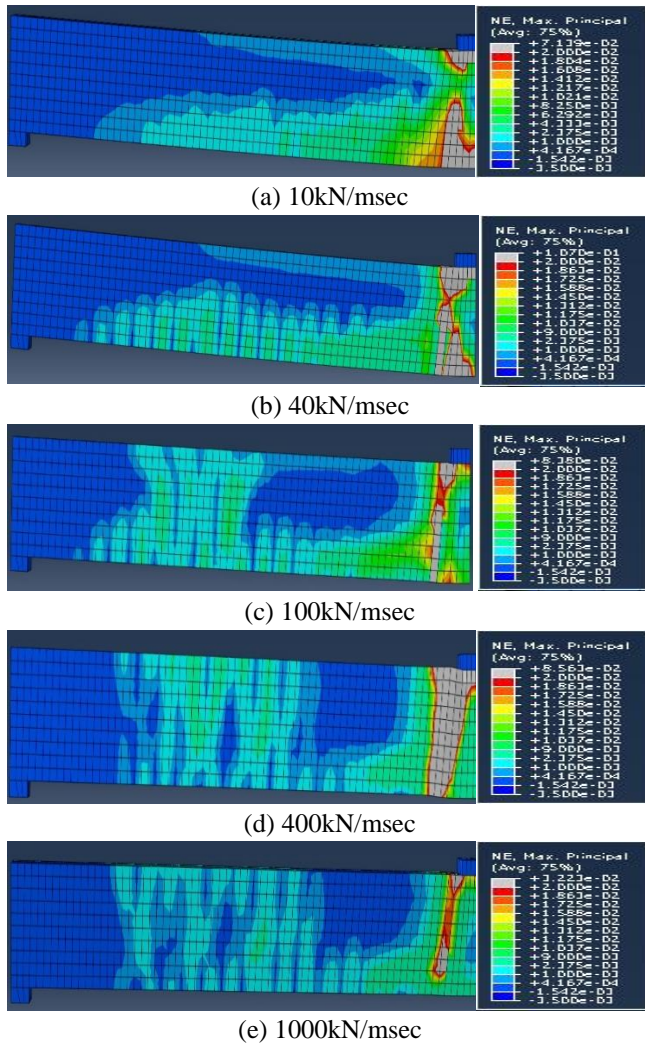 NE, Max. Principal
(Avg: 75%)
+7.139e-02
+2.000e-02
+1.804e-02
+1.608e-02
+1.412e-02
+1.217e-02
+1.021e-02
+8.250e-03
+6.292e-03
+4.333e-03
+2.375e-03
+1.000e-03
+4.167e-04
-1.542e-03
-3.500e-03
(a) 10kN/msec
NE, Max. Principal
(Avg: 75%)
+1.070e-01
+2.000e-02
+1.863e-02
+1.725e-02
+1.588e-02
+1.450e-02
+1.312e-02
+1.175e-02
+1.037e-02
+9.000e-03
+2.375e-03
+1.000e-03
+4.167e-04
-1.542e-03
-3.500e-03
(b) 40kN/msec
NE, Max. Principal
(Avg: 75%)
+8.380e-02
+2.000e-02
+1.863e-02
+1.725e-02
+1.588e-02
+1.450e-02
+1.312e-02
+1.175e-02
+1.037e-02
+9.000e-03
+2.375e-03
+1.000e-03
-1.542e-03
-3.500e-03
(c) 100kN/msec
NE, Max. Principal
(Avg: 75%)
+8.563e-02
+2.000e-02
+1.863e-02
+1.725e-02
+1.588e-02
+1.450e-02
+1.312e-02
+1.175e-02
+1.037e-02
+9.000e-03
+2.375e-03
+1.000e-03
+4.167e-04
-1.542e-03
-3.500e-03
(d) 400kN/msec
NE, Max. Principal
(Avg: 75%)
+3.223e-02
+2.000e-02
+1.863e-02
+1.725e-02
+1.588e-02
+1.450e-02
+1.312e-02
+1.175e-02
+1.037e-02
+9.000e-03
+2.375e-03
+1.000e-03
+4.167e-04
-1.542e-03
-3.500e-03
(e) 1000kN/msec